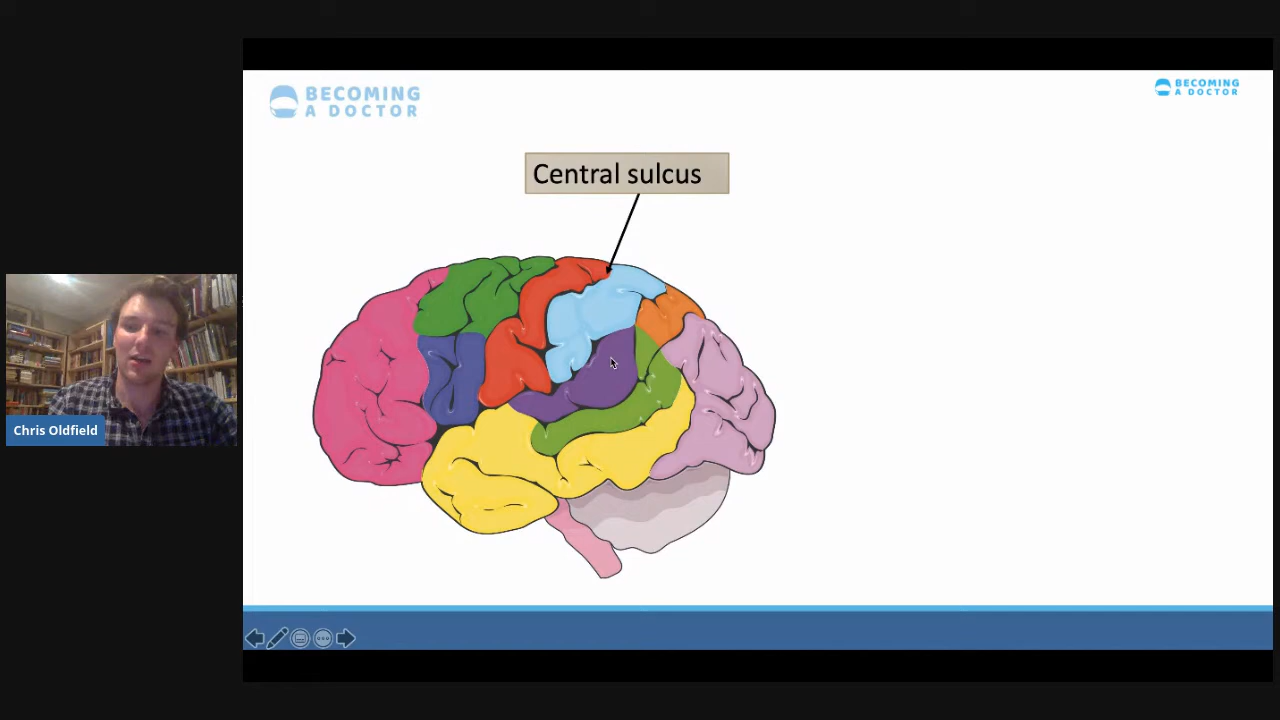 BECOMING
A DOCTOR
BECOMING
A DOCTOR
Central sulcus
Chris Oldfield